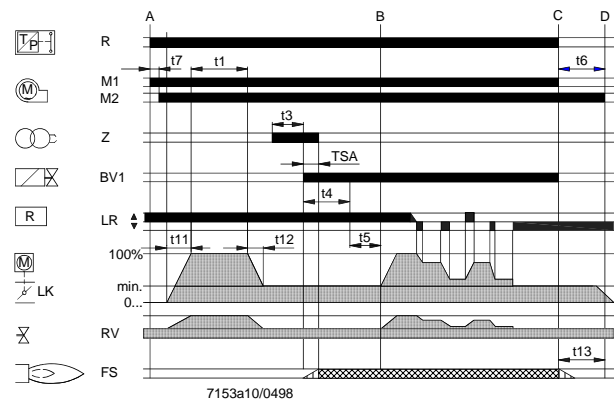 A B C D
T P R
t7 t1 t6
M1
M M2
t3
Z
TSA
BV1
t4
R LR
t11 t12 t5
100%
M
LK min.
0...
RV
t13
FS
7153a10/0498